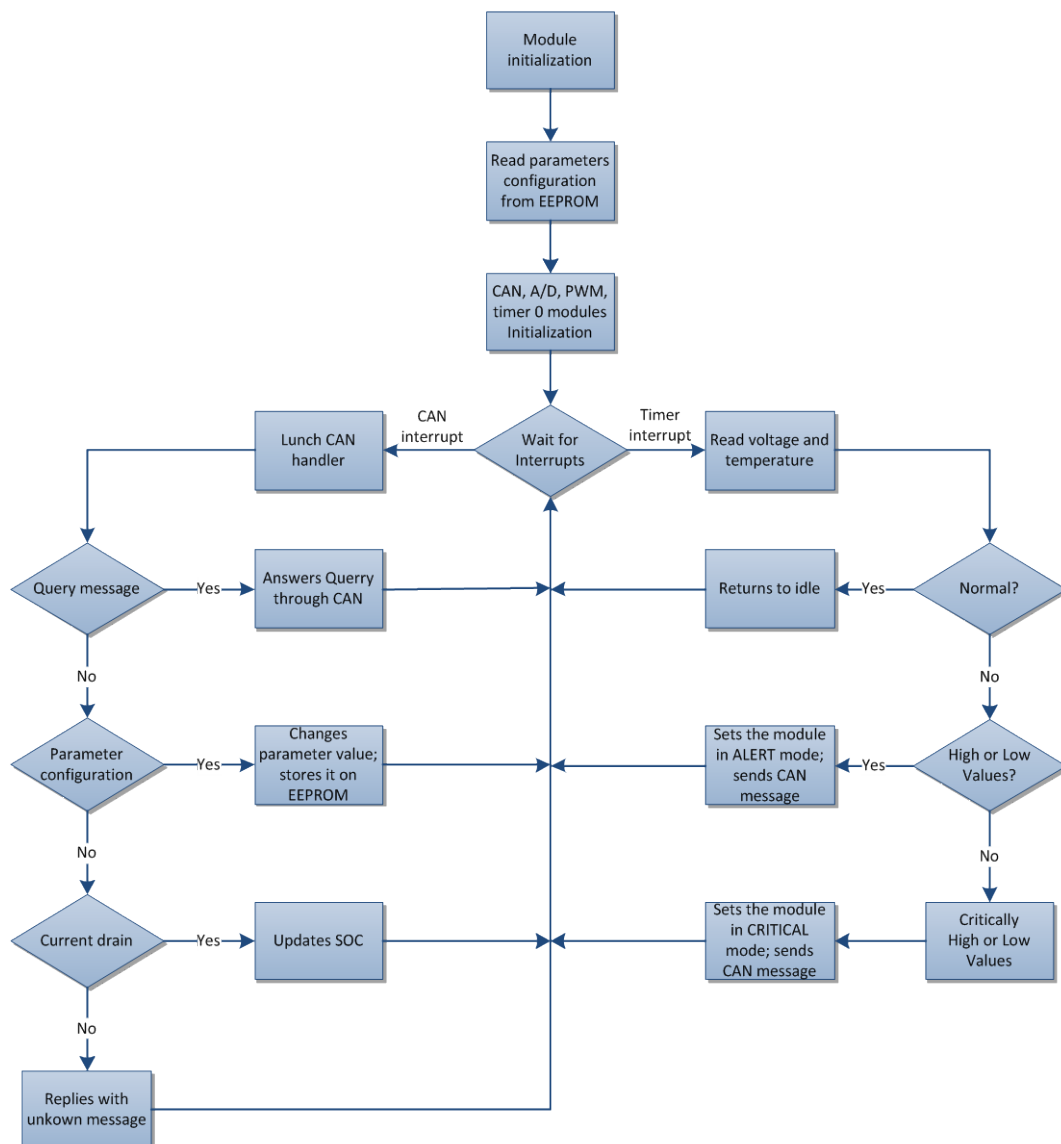 Module
initialization
Read parameters
configuration
from EEPROM
CAN, A/D, PWM,
timer 0 modules
Initialization
CAN
interrupt
Timer
interrupt
Lunch CAN
handler
Wait for
Interrupts
Read voltage and
temperature
Query message
Yes
Answers Querry
through CAN
Returns to idle
Yes
Normal?
No
No
Parameter
configuration
Yes
Changes
parameter value;
stores it on
EEPROM
Sets the module
in ALERT mode;
sends CAN
message
Yes
High or Low
Values?
No
No
Current drain
Yes
Updates SOC
Sets the module
in CRITICAL
mode; sends
CAN message
Critically
High or Low
Values
No
Replies with
unkown message